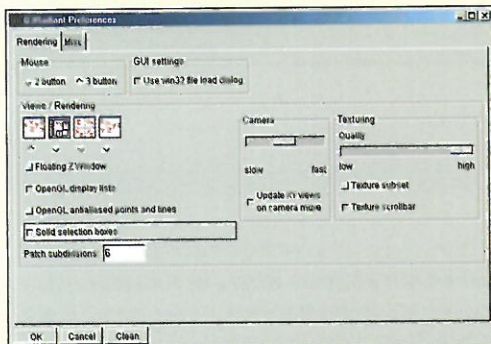 Q3Radiant Preferences
Rendering Misc
Mouse
2 button 3 button
GUI settings
Use win32 file load dialog
Views / Rendering
Floating Z Window
OpenGL display lists
OpenGL antialiased points and lines
Solid selection boxes
Patch subdivisions: 6
Camera
slow fast
Update XY views
on camera move
Texturing
Quality
low high
Texture subset
Texture scrollbar
OK Cancel Clean